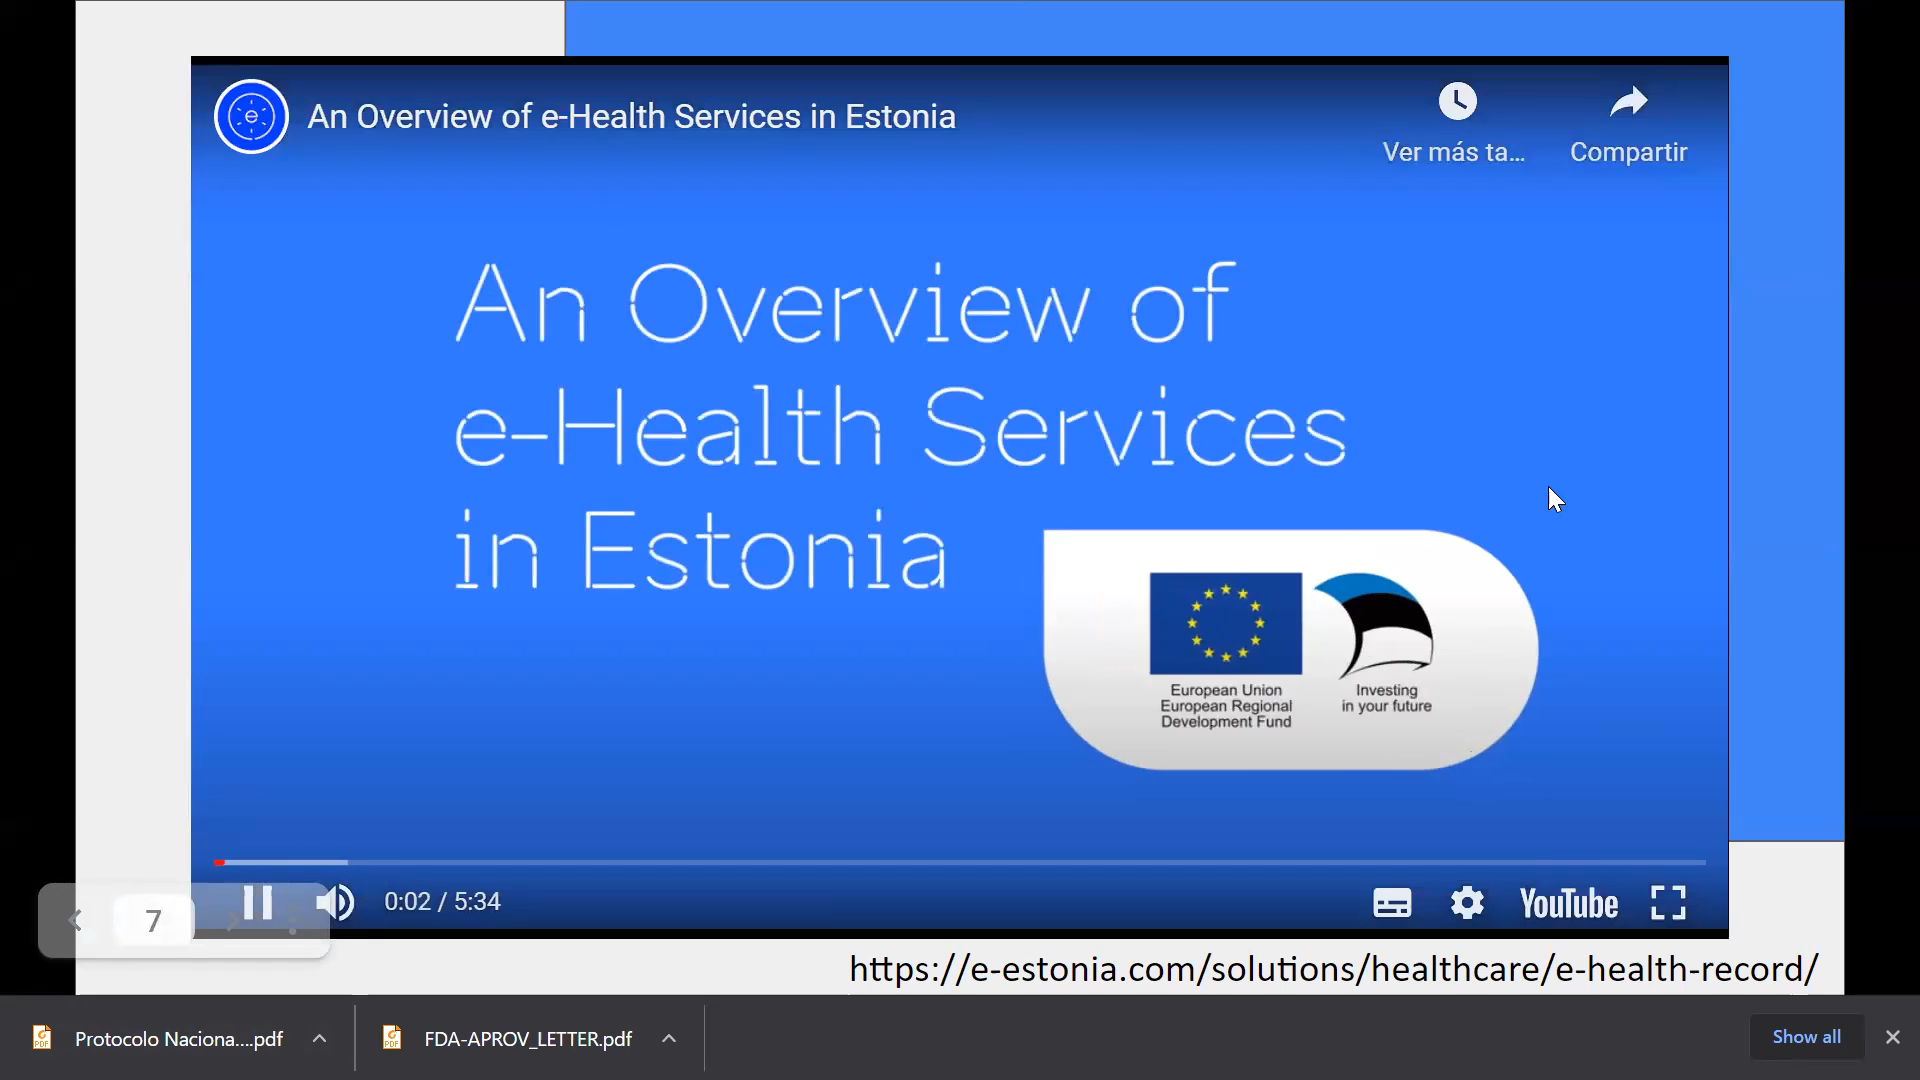 An Overview of e-Health Services in Estonia
Ver más ta...
Compartir
An Overview of
e-Health Services
in Estonia
European Union
European Regional
Development Fund
Investing
in your future
7
0:02 / 5:34
YouTube
https://e-estonia.com/solutions/healthcare/e-health-record/
Protocolo Naciona....pdf
FDA-APROV_LETTER.pdf
Show all